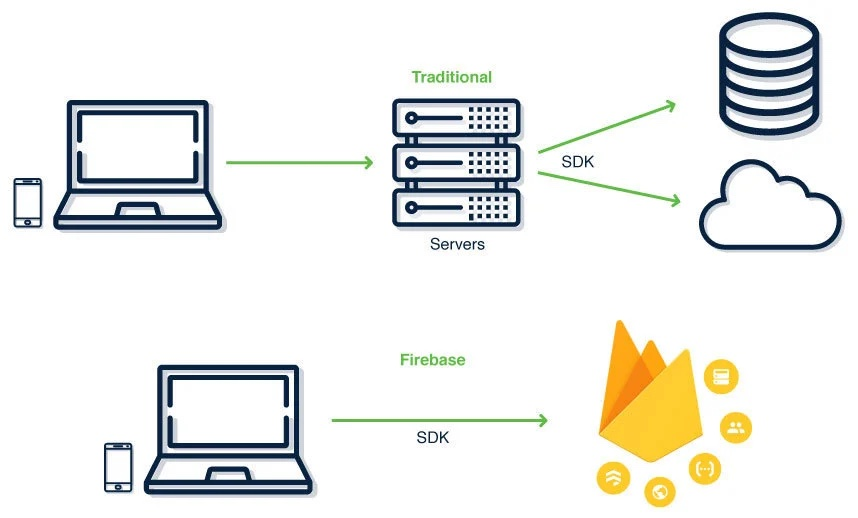 Traditional
SDK
Servers
Firebase
SDK